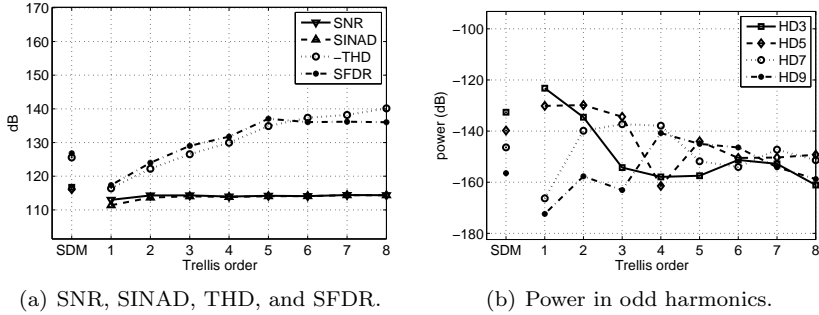 170
160
150
140
130
120
110
dB
SDM 1 2 3 4 5 6 7 8
Trellis order
SNR
SINAD
−THD
SFDR
(a) SNR, SINAD, THD, and SFDR.
−100
−120
−140
−160
−180
power (dB)
SDM 1 2 3 4 5 6 7 8
Trellis order
HD3
HD5
HD7
HD9
(b) Power in odd harmonics.